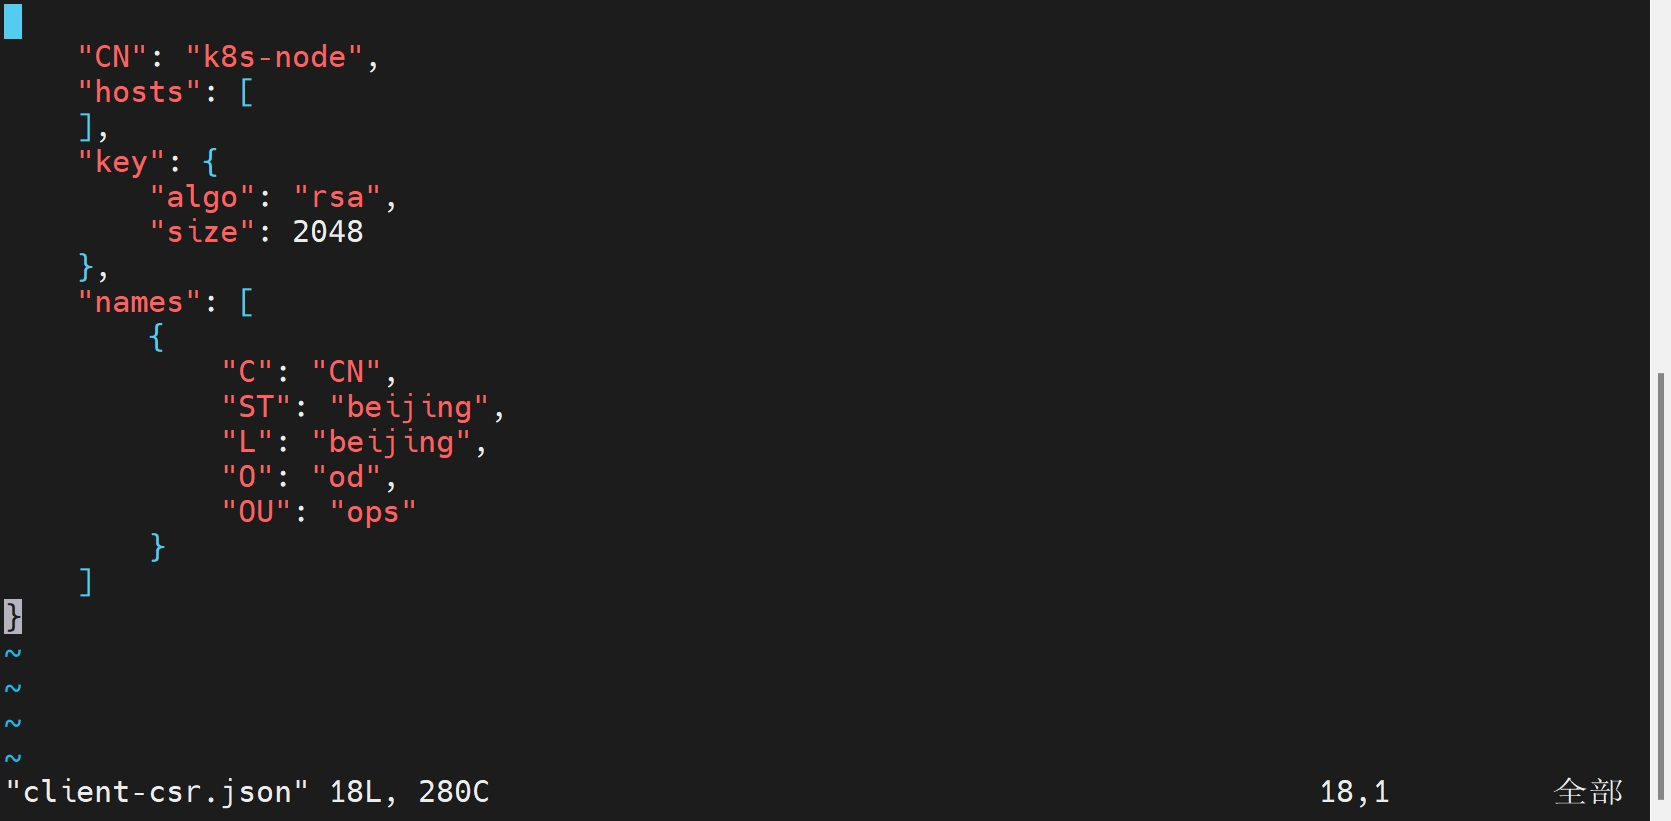 "CN": "k8s-node",
"hosts": [
],
"key": {
"algo": "rsa",
"size": 2048
},
"names": [
{
"C": "CN",
"ST": "beijing",
"L": "beijing",
"O": "od",
"OU": "ops"
}
]
}
~
~
~
~
"client-csr.json" 18L, 280C 18,1 全部